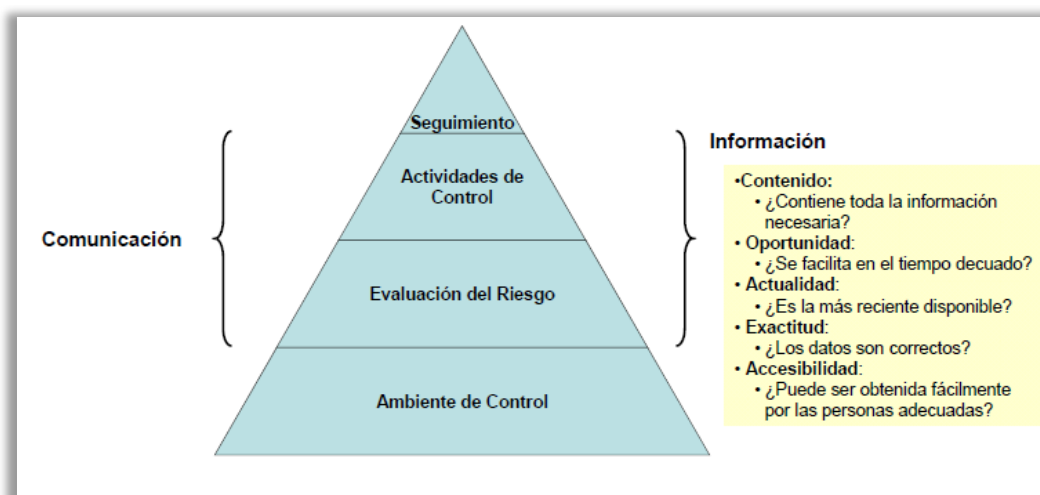 Seguimiento
Actividades de
Control
Evaluación del Riesgo
Ambiente de Control
Comunicación
Información
•Contenido:
• ¿Contiene toda la información
necesaria?
• Oportunidad:
• ¿Se facilita en el tiempo decuado?
• Actualidad:
• ¿Es la más reciente disponible?
• Exactitud:
• ¿Los datos son correctos?
• Accesibilidad:
• ¿Puede ser obtenida fácilmente
por las personas adecuadas?